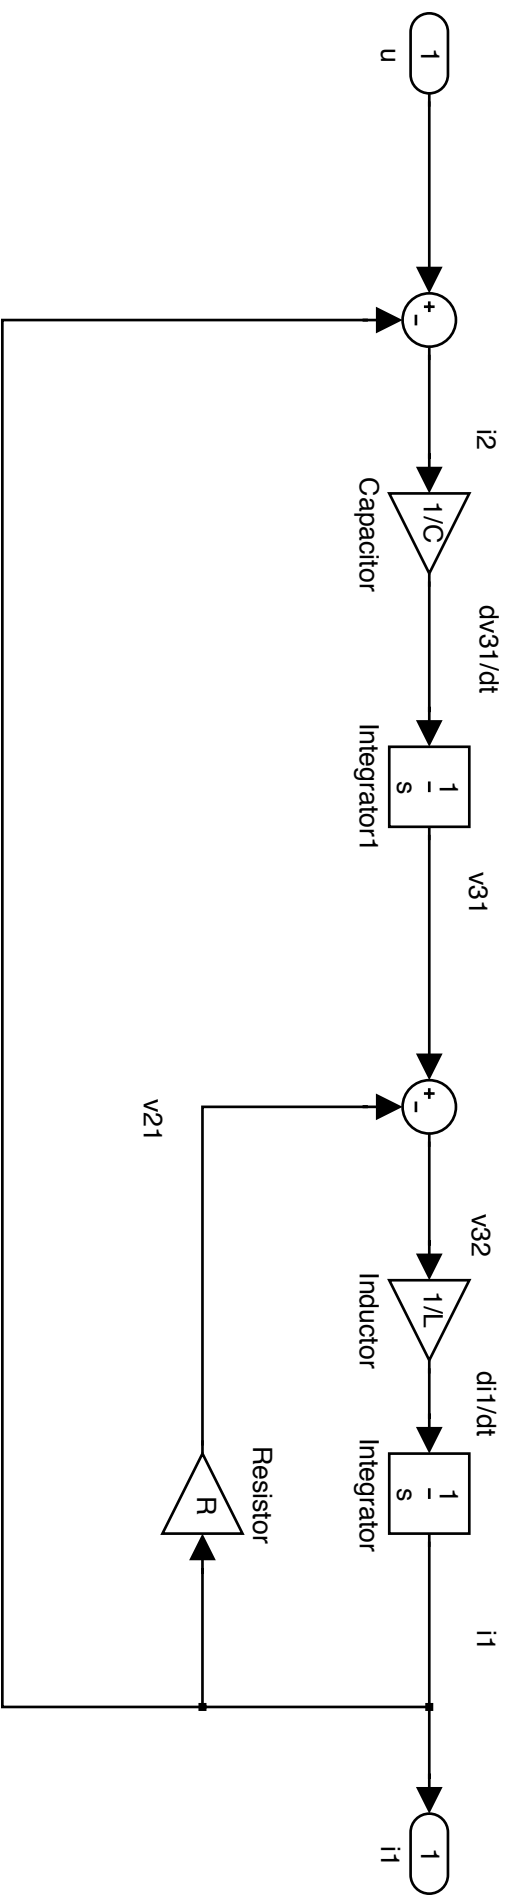 1
u
+
-
i2
1/C
Capacitor
dv31/dt
1
s
Integrator1
v31
+
-
v21
v32
1/L
Inductor
di1/dt
1
s
Integrator
R
Resistor
i1
1
i1